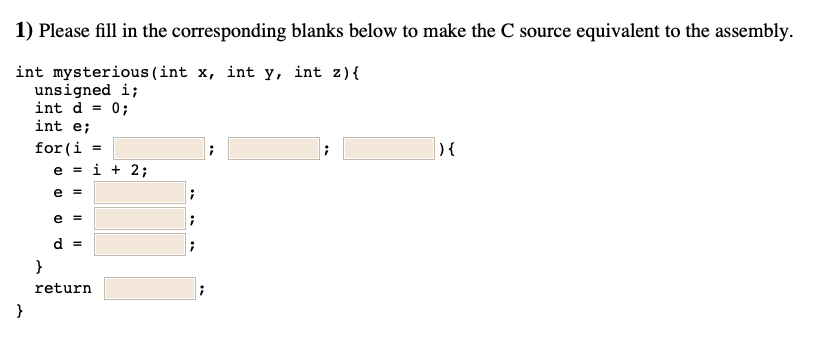 1) Please fill in the corresponding blanks below to make the C source equivalent to the assembly.
int mysterious(int x, int y, int z){
unsigned i;
int d = 0;
int e;
for(i = ; ; ){
e = i + 2;
e = ;
e = ;
d = ;
}
return ;
}